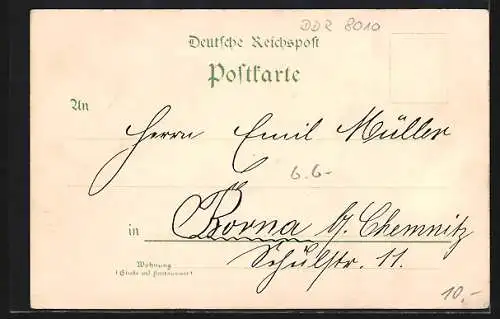 DDR 8010
Deutsche Reichspost
Postkarte
An
Herrn Emil Müller
6.6-
in Borna b/ Chemnitz
Schulstr. 11.
Wohnung
(Straße und Hausnummer)
10.-